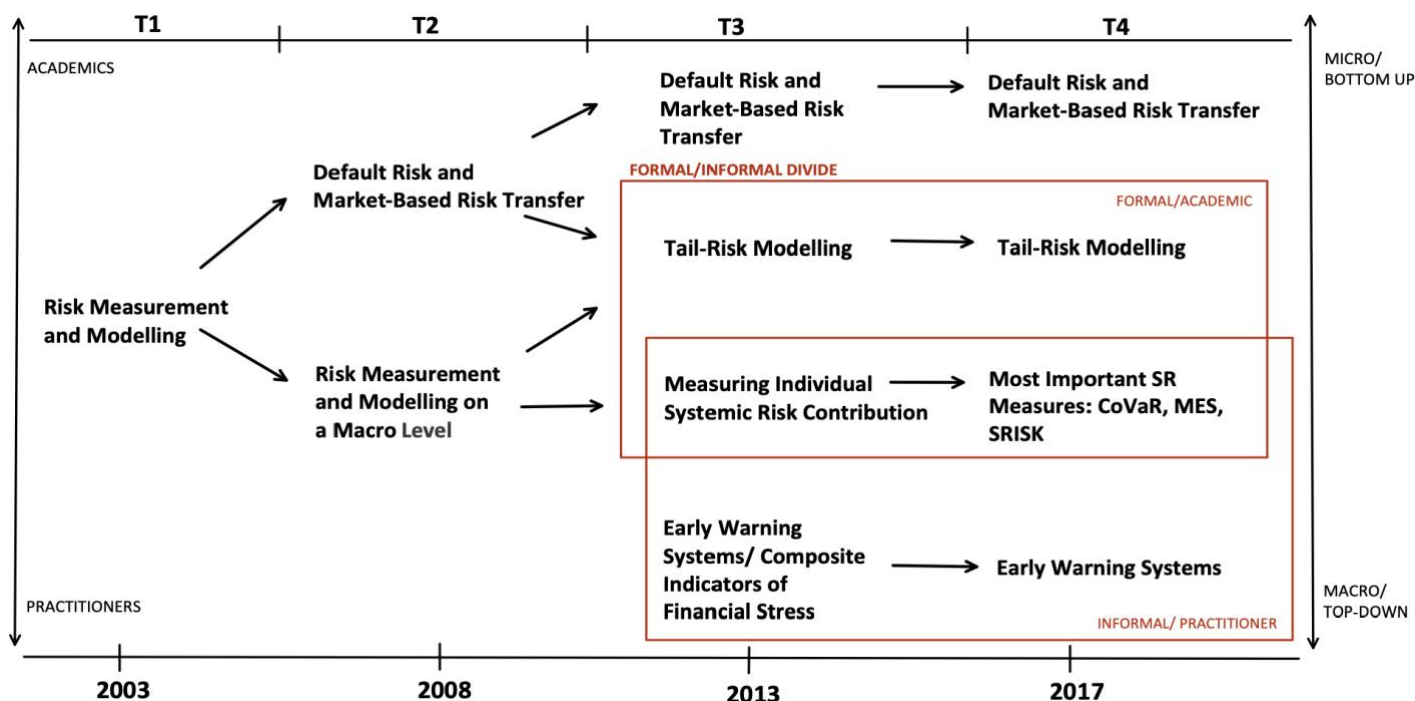 T1
T2
T3
T4
ACADEMICS
MICRO/
BOTTOM UP
Default Risk and
Market-Based Risk
Transfer
Default Risk and
Market-Based Risk Transfer
FORMAL/INFORMAL DIVIDE
Default Risk and
Market-Based Risk Transfer
FORMAL/ACADEMIC
Tail-Risk Modelling
Tail-Risk Modelling
Risk Measurement
and Modelling
Risk Measurement
and Modelling on
a Macro Level
Measuring Individual
Systemic Risk Contribution
Most Important SR
Measures: CoVaR, MES,
SRISK
Early Warning
Systems/ Composite
Indicators of
Financial Stress
Early Warning Systems
PRACTITIONERS
INFORMAL/ PRACTITIONER
MACRO/
TOP-DOWN
2003
2008
2013
2017